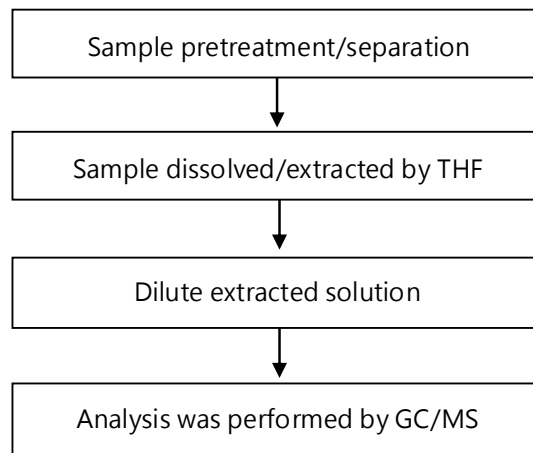 Sample pretreatment/separation
Sample dissolved/extracted by THF
Dilute extracted solution
Analysis was performed by GC/MS